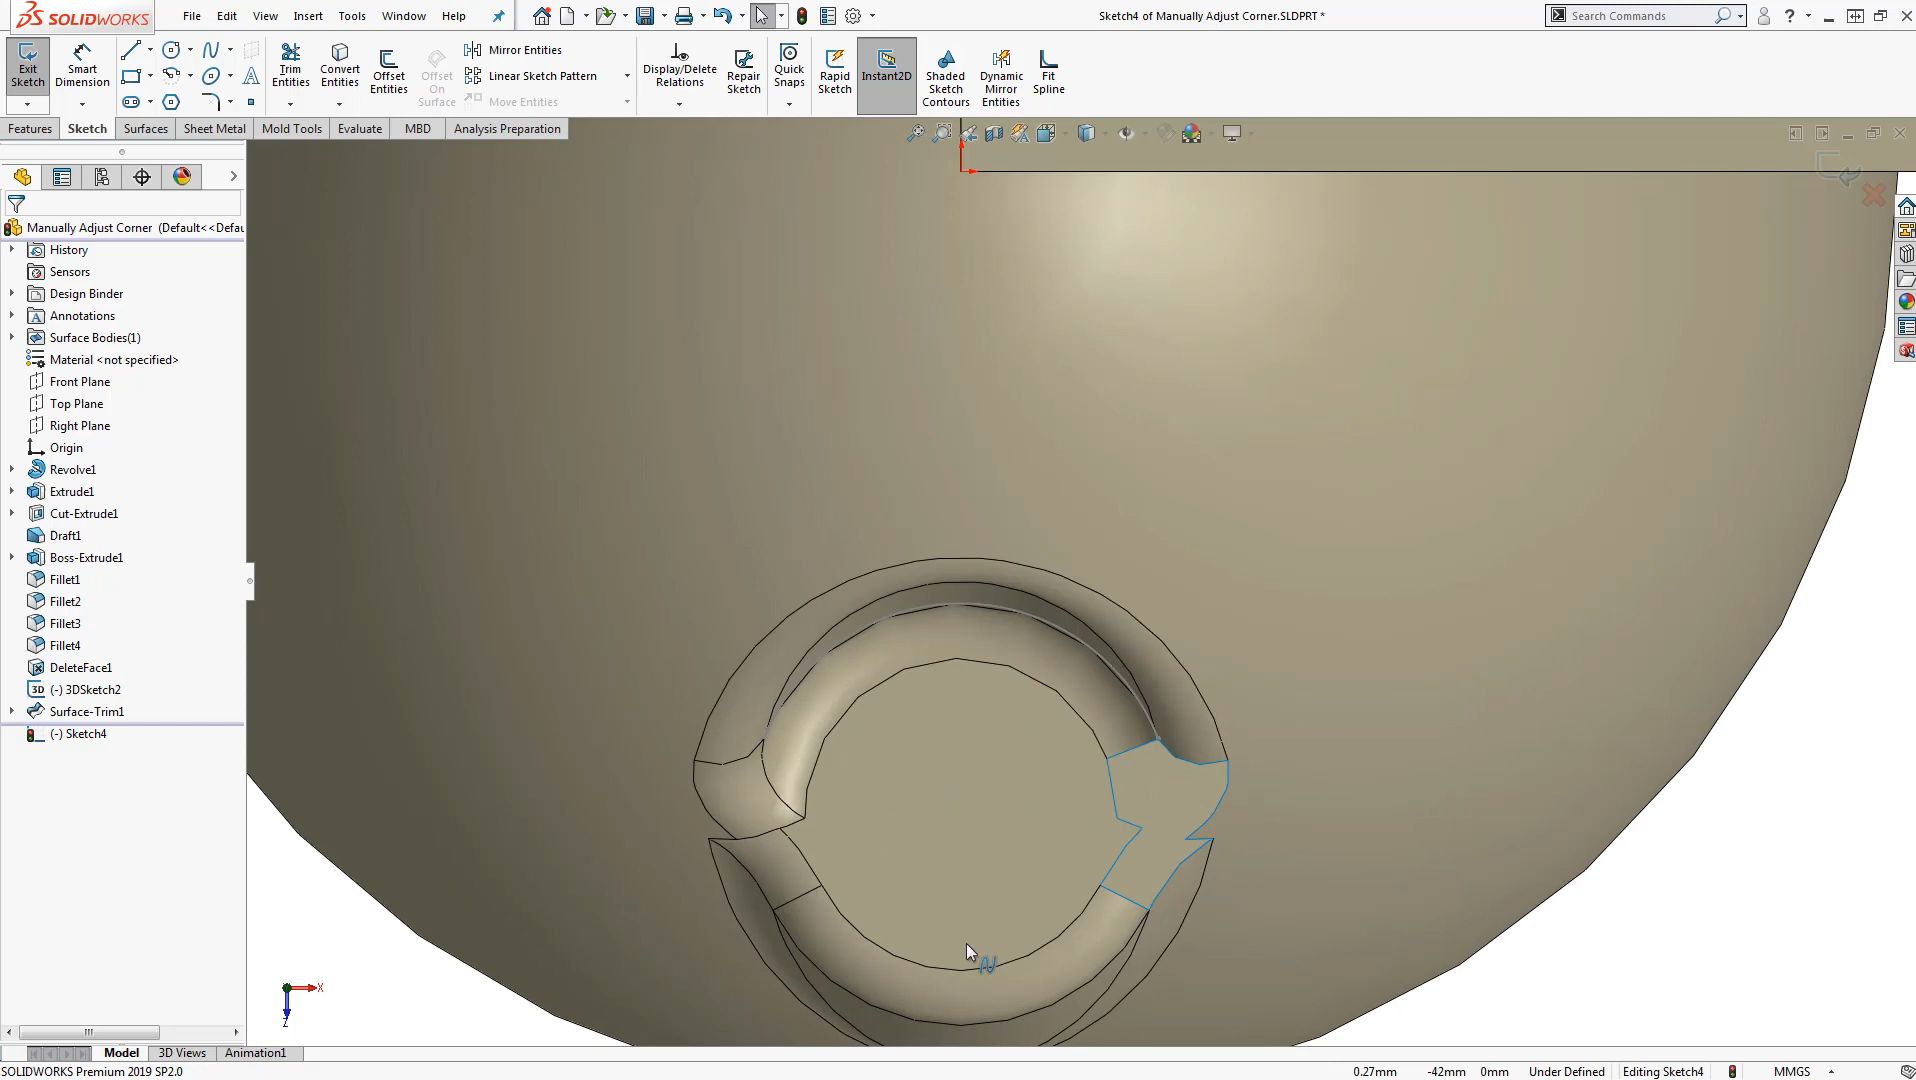 SOLIDWORKS File Edit View Insert Tools Window Help Sketch4 of Manually Adjust Corner.SLDPRT * Search Commands ?
Exit Sketch
Smart Dimension
Trim Entities
Convert Entities
Offset Entities
Offset On Surface
Mirror Entities
Linear Sketch Pattern
Move Entities
Display/Delete Relations
Repair Sketch
Quick Snaps
Rapid Sketch
Instant2D
Shaded Sketch Contours
Dynamic Mirror Entities
Fit Spline
Features Sketch Surfaces Sheet Metal Mold Tools Evaluate MBD Analysis Preparation
Manually Adjust Corner (Default<<Defau
History
Sensors
Design Binder
Annotations
Surface Bodies(1)
Material <not specified>
Front Plane
Top Plane
Right Plane
Origin
Revolve1
Extrude1
Cut-Extrude1
Draft1
Boss-Extrude1
Fillet1
Fillet2
Fillet3
Fillet4
DeleteFace1
3D (-) 3DSketch2
Surface-Trim1
(-) Sketch4
X
Z
Model 3D Views Animation1
SOLIDWORKS Premium 2019 SP2.0 0.27mm -42mm 0mm Under Defined Editing Sketch4 MMGS